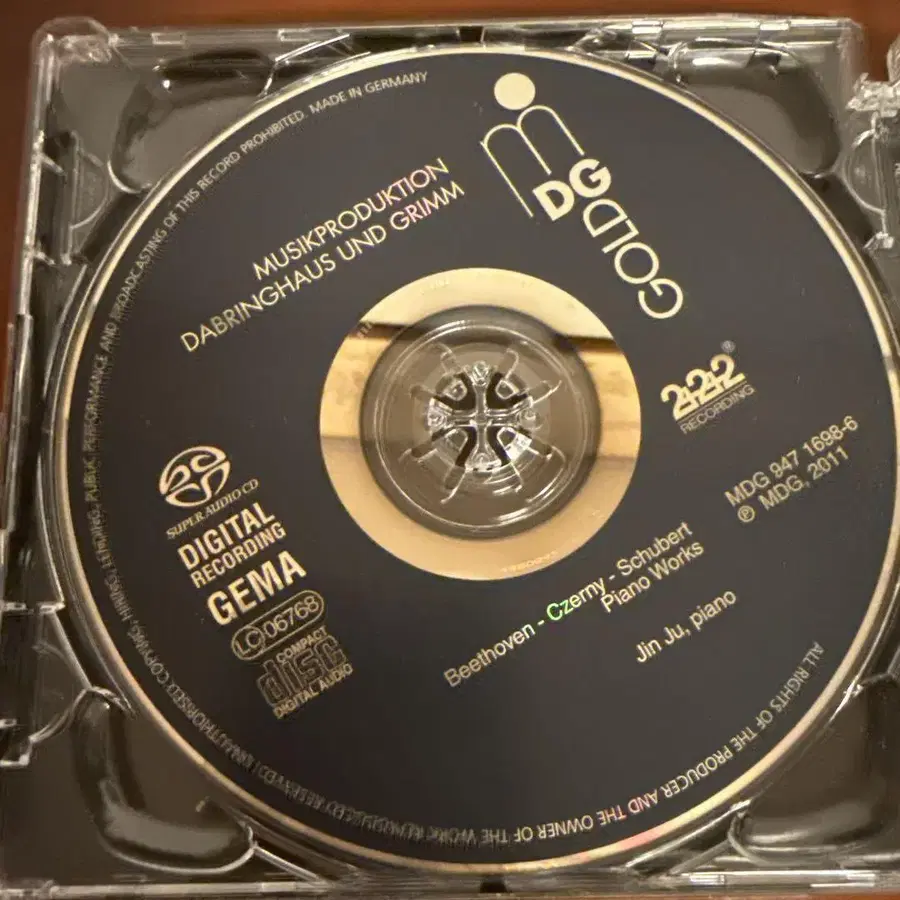 mDG
GOLD
MUSIKPRODUKTION
DABRINGHAUS UND GRIMM
2+2+2®
RECORDING
MDG 947 1698-6
℗ MDG, 2011
SUPER AUDIO CD
DIGITAL
RECORDING
GEMA
LC 06768
COMPACT
disc
DIGITAL AUDIO
Beethoven - Czerny - Schubert
Piano Works
Jin Ju, piano
ALL RIGHTS OF THE PRODUCER AND THE OWNER OF THE WORK REPRODUCED RESERVED. UNAUTHORISED COPYING, HIRING, LENDING, PUBLIC PERFORMANCE AND BROADCASTING OF THIS RECORD PROHIBITED. MADE IN GERMANY